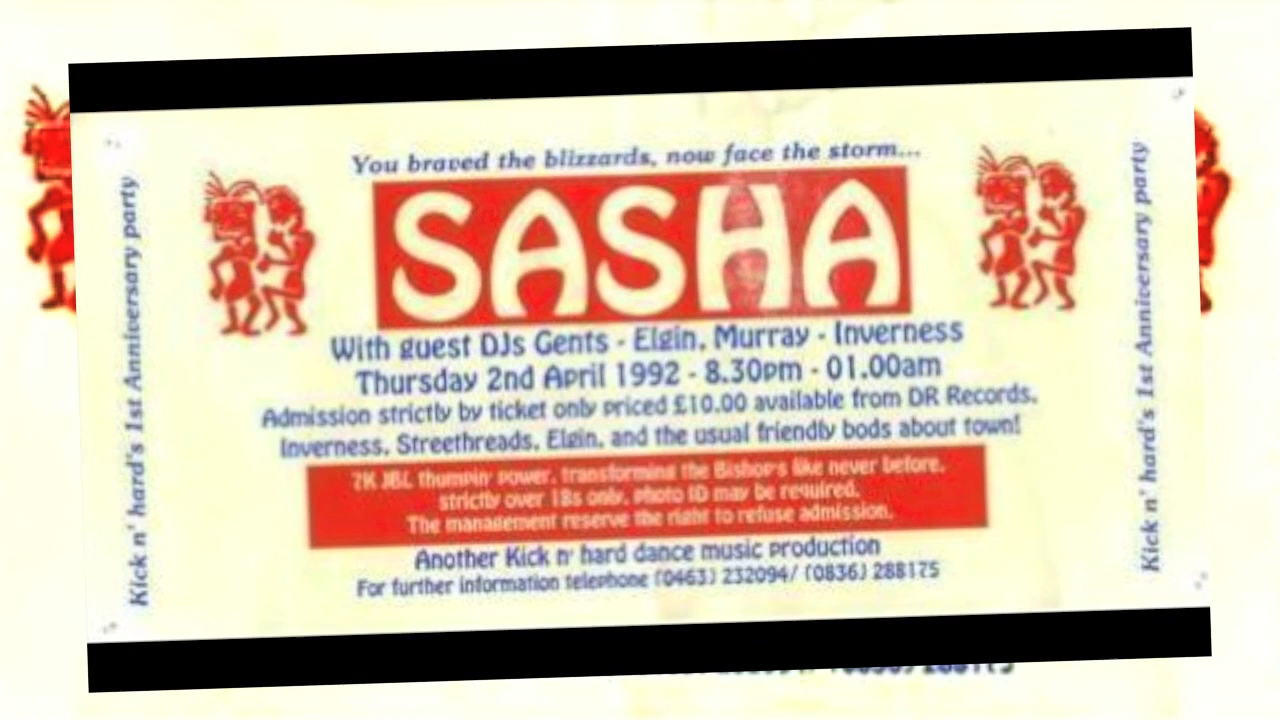 You braved the blizzards, now face the storm...
SASHA
With guest DJs Gents - Elgin, Murray - Inverness
Thursday 2nd April 1992 - 8.30pm - 01.00am
Admission strictly by ticket only priced £10.00 available from DR Records,
Inverness, Streethreads, Elgin, and the usual friendly bods about town!
7K JBL thumpin' power, transforming the Bishop's like never before,
strictly over 18s only, photo ID may be required.
The management reserve the right to refuse admission.
Another Kick n' hard dance music production
For further information telephone (0463) 232094/ (0836) 288175
Kick n' hard's 1st Anniversary party
Kick n' hard's 1st Anniversary party